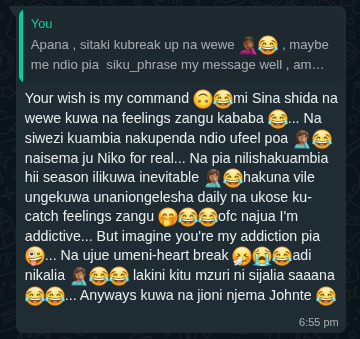 You
Apana , sitaki kubreak up na wewe 🤦🏾‍♀️😂 , maybe
me ndio pia  siku_phrase my message well , am…
Your wish is my command 🙃😂mi Sina shida na
wewe kuwa na feelings zangu kababa 😂... Na
siwezi kuambia nakupenda ndio ufeel poa 🤦🏽‍♀️😂
naisema ju Niko for real... Na pia nilishakuambia
hii season ilikuwa inevitable 🤦🏽‍♀️😂hakuna vile
ungekuwa unaniongelesha daily na ukose ku-
catch feelings zangu 🤭😂😂ofc najua I'm
addictive... But imagine you're my addiction pia
🤪... Na ujue umeni-heart break 🤧😭😂adi
nikalia 🤦🏽‍♀️😂😂 lakini kitu mzuri ni sijalia saaana
😂😂... Anyways kuwa na jioni njema Johnte 😂
6:55 pm